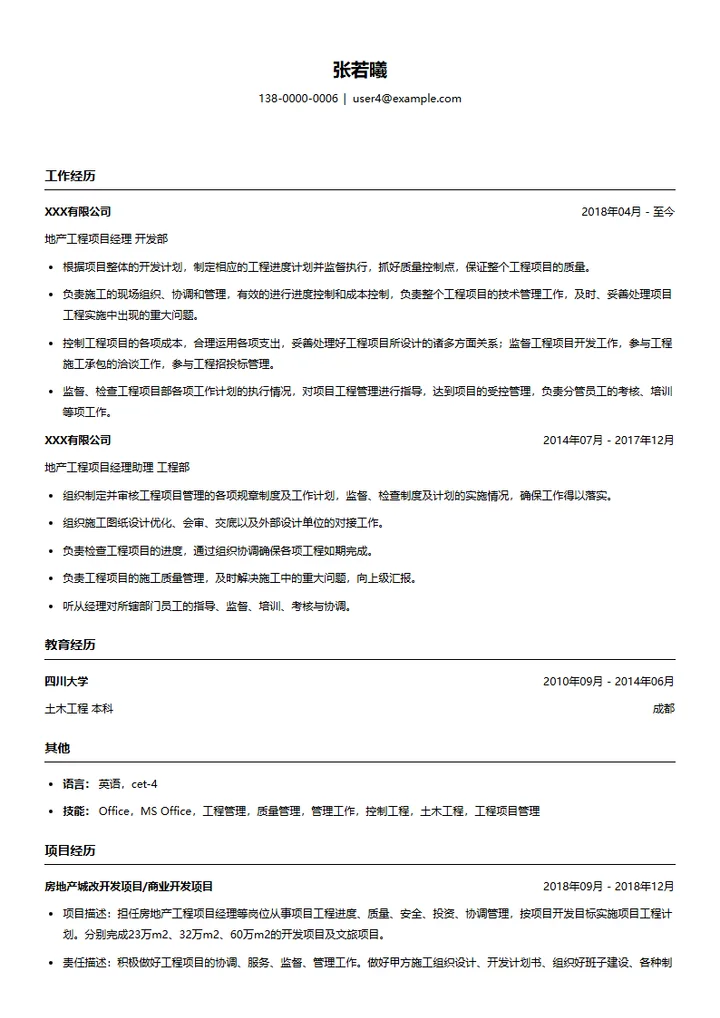 张若曦
138-0000-0006 | user4@example.com
工作经历
XXX有限公司 2018年04月 - 至今
地产工程项目经理 开发部
• 根据项目整体的开发计划，制定相应的工程进度计划并监督执行，抓好质量控制点，保证整个工程项目的质量。
• 负责施工的现场组织、协调和管理，有效的进行进度控制和成本控制，负责整个工程项目的技术管理工作，及时、妥善处理项目
工程实施中出现的重大问题。
• 控制工程项目的各项成本，合理运用各项支出，妥善处理好工程项目所设计的诸多方面关系；监督工程项目开发工作，参与工程
施工承包的洽谈工作，参与工程招投标管理。
• 监督、检查工程项目部各项工作计划的执行情况，对项目工程管理进行指导，达到项目的受控管理，负责分管员工的考核、培训
等项工作。
XXX有限公司 2014年07月 - 2017年12月
地产工程项目经理助理 工程部
• 组织制定并审核工程项目管理的各项规章制度及工作计划，监督、检查制度及计划的实施情况，确保工作得以落实。
• 组织施工图纸设计优化、会审、交底以及外部设计单位的对接工作。
• 负责检查工程项目的进度，通过组织协调确保各项工程如期完成。
• 负责工程项目的施工质量管理，及时解决施工中的重大问题，向上级汇报。
• 听从经理对所辖部门员工的指导、监督、培训、考核与协调。
教育经历
四川大学 2010年09月 - 2014年06月
土木工程 本科 成都
其他
• 语言： 英语，cet-4
• 技能： Office，MS Office，工程管理，质量管理，管理工作，控制工程，土木工程，工程项目管理
项目经历
房地产城改开发项目/商业开发项目 2018年09月 - 2018年12月
• 项目描述：担任房地产工程项目经理等岗位从事项目工程进度、质量、安全、投资、协调管理，按项目开发目标实施项目工程计
划。分别完成23万m2、32万m2、60万m2的开发项目及文旅项目。
• 责任描述：积极做好工程项目的协调、服务、监督、管理工作。做好甲方施工组织设计、开发计划书、组织好班子建设、各种制